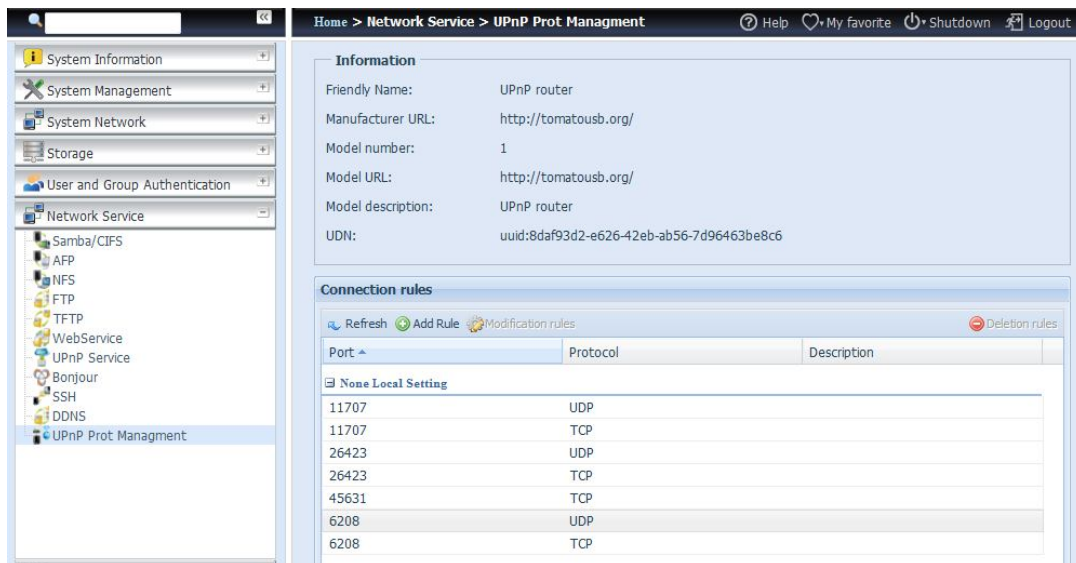 Home > Network Service > UPnP Prot Managment
Help My favorite Shutdown Logout
System Information
System Management
System Network
Storage
User and Group Authentication
Network Service
Samba/CIFS
AFP
NFS
FTP
TFTP
WebService
UPnP Service
Bonjour
SSH
DDNS
UPnP Prot Managment
Information
Friendly Name: UPnP router
Manufacturer URL: http://tomatousb.org/
Model number: 1
Model URL: http://tomatousb.org/
Model description: UPnP router
UDN: uuid:8daf93d2-e626-42eb-ab56-7d96463be8c6
Connection rules
Refresh Add Rule Modification rules Deletion rules
Port Protocol Description
None Local Setting
11707 UDP
11707 TCP
26423 UDP
26423 TCP
45631 TCP
6208 UDP
6208 TCP